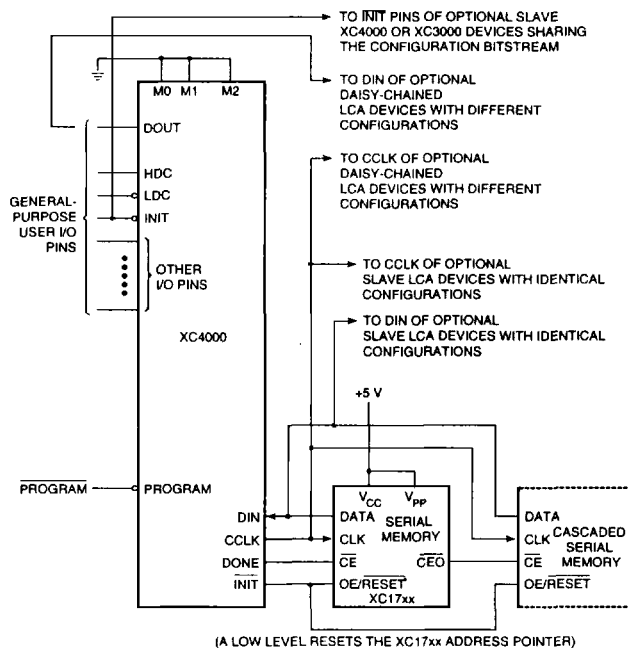 TO INIT PINS OF OPTIONAL SLAVE
XC4000 OR XC3000 DEVICES SHARING
THE CONFIGURATION BITSTREAM
TO DIN OF OPTIONAL
DAISY-CHAINED
LCA DEVICES WITH DIFFERENT
CONFIGURATIONS
M0 M1 M2
DOUT
HDC
LDC
INIT
GENERAL-
PURPOSE
USER I/O
PINS
OTHER
I/O PINS
TO CCLK OF OPTIONAL
DAISY-CHAINED
LCA DEVICES WITH DIFFERENT
CONFIGURATIONS
TO CCLK OF OPTIONAL
SLAVE LCA DEVICES WITH IDENTICAL
CONFIGURATIONS
TO DIN OF OPTIONAL
SLAVE LCA DEVICES WITH IDENTICAL
CONFIGURATIONS
XC4000
+5 V
PROGRAM
PROGRAM
DIN
CCLK
DONE
INIT
VCC VPP
DATA
SERIAL
MEMORY
CLK
CE
CEO
OE/RESET
XC17xx
DATA
CLK
CASCADED
SERIAL
MEMORY
CE
OE/RESET
(A LOW LEVEL RESETS THE XC17xx ADDRESS POINTER)